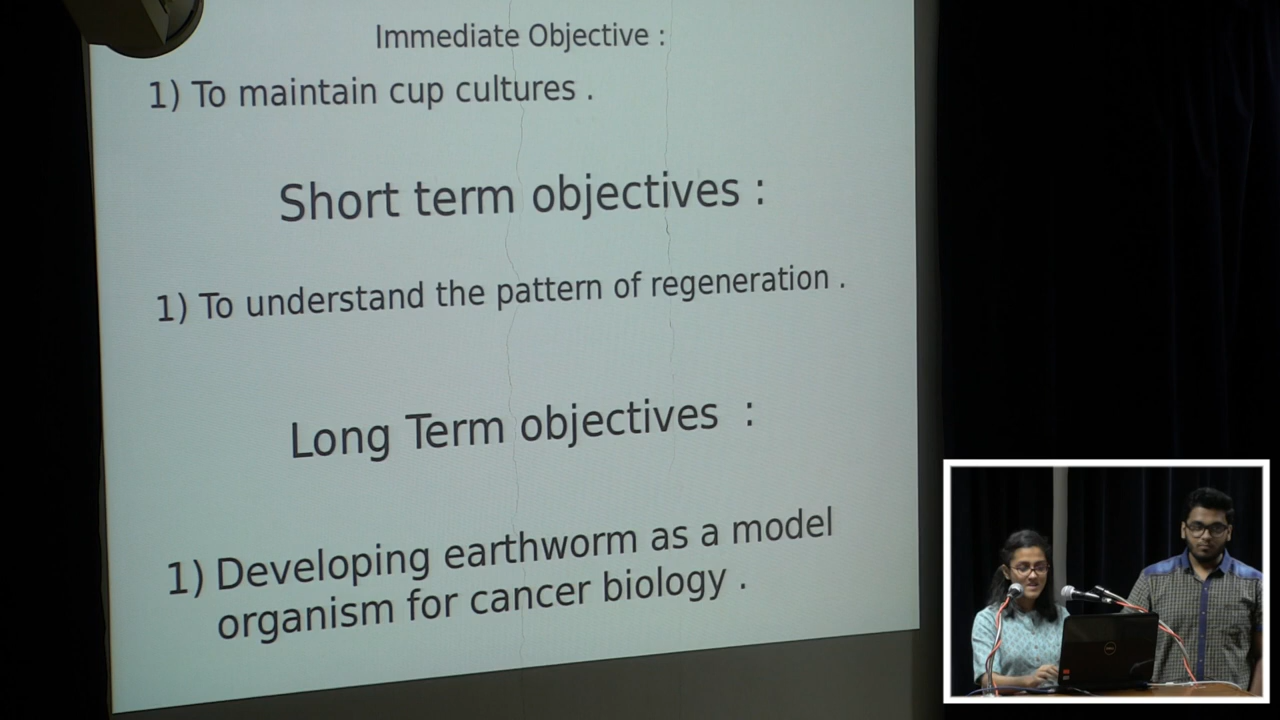 Immediate Objective :
1) To maintain cup cultures .
Short term objectives :
1) To understand the pattern of regeneration .
Long Term objectives :
1) Developing earthworm as a model
organism for cancer biology .